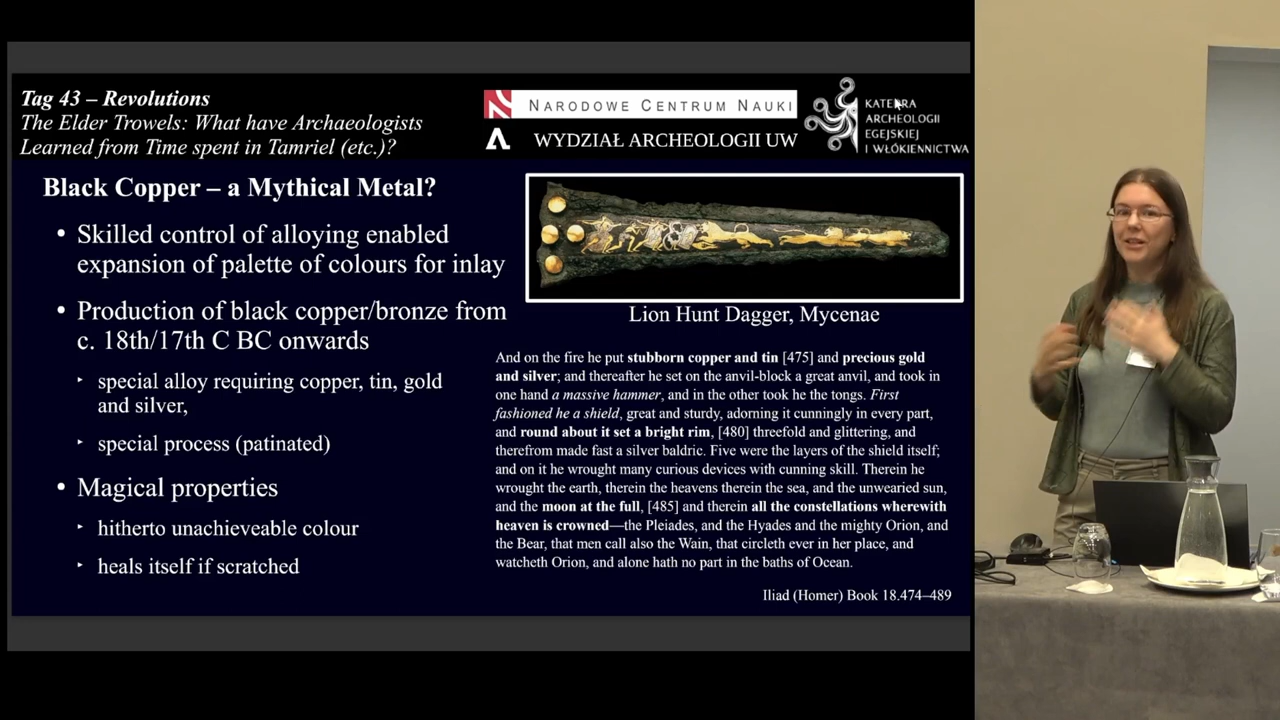 Tag 43 – Revolutions
The Elder Trowels: What have Archaeologists
Learned from Time spent in Tamriel (etc.)?
NARODOWE CENTRUM NAUKI
WYDZIAŁ ARCHEOLOGII UW
KATEDRA
ARCHEOLOGII
EGEJSKIEJ
I WŁÓKIENNICTWA
Black Copper – a Mythical Metal?
• Skilled control of alloying enabled
expansion of palette of colours for inlay
• Production of black copper/bronze from
c. 18th/17th C BC onwards
‣ special alloy requiring copper, tin, gold
and silver,
‣ special process (patinated)
• Magical properties
‣ hitherto unachieveable colour
‣ heals itself if scratched
Lion Hunt Dagger, Mycenae
And on the fire he put stubborn copper and tin [475] and precious gold
and silver; and thereafter he set on the anvil-block a great anvil, and took in
one hand a massive hammer, and in the other took he the tongs. First
fashioned he a shield, great and sturdy, adorning it cunningly in every part,
and round about it set a bright rim, [480] threefold and glittering, and
therefrom made fast a silver baldric. Five were the layers of the shield itself;
and on it he wrought many curious devices with cunning skill. Therein he
wrought the earth, therein the heavens therein the sea, and the unwearied sun,
and the moon at the full, [485] and therein all the constellations wherewith
heaven is crowned—the Pleiades, and the Hyades and the mighty Orion, and
the Bear, that men call also the Wain, that circleth ever in her place, and
watcheth Orion, and alone hath no part in the baths of Ocean.
Iliad (Homer) Book 18.474–489